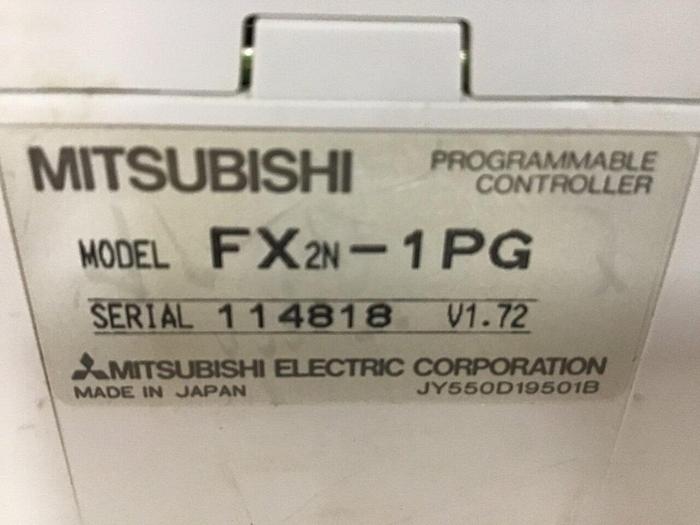 MITSUBISHI PROGRAMMABLE
CONTROLLER
MODEL FX2N-1PG
SERIAL 114818 V1.72
MITSUBISHI ELECTRIC CORPORATION
MADE IN JAPAN JY550D19501B